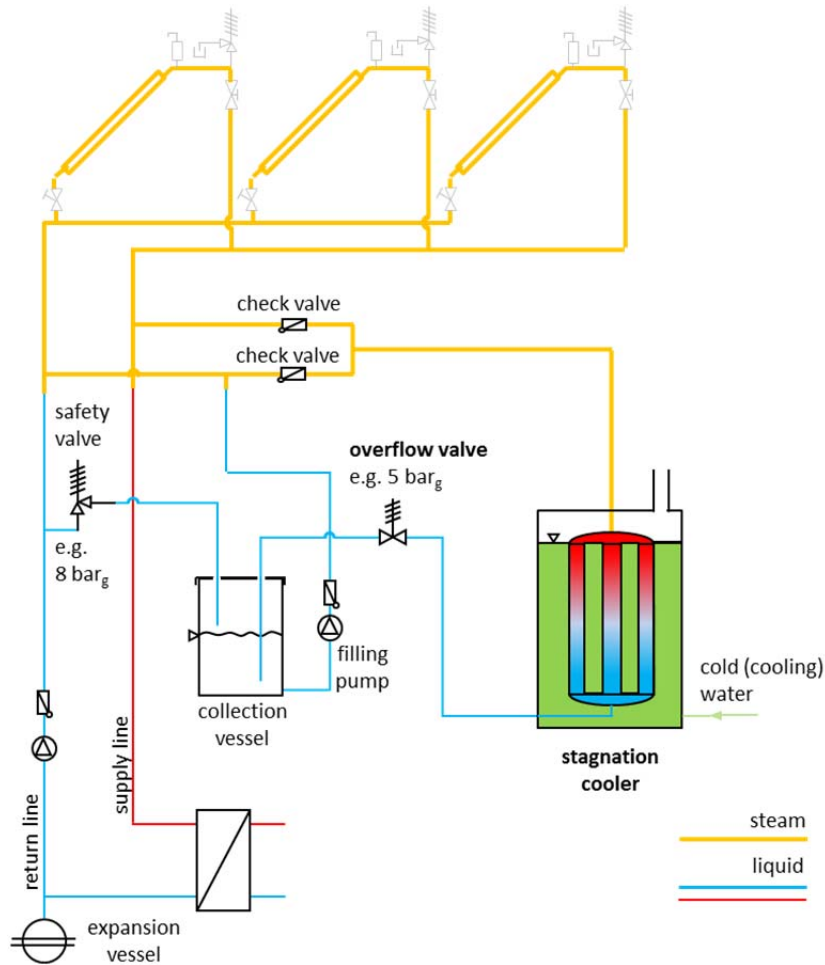 check valve
check valve
safety
valve
overflow valve
e.g. 5 barg
e.g.
8 barg
filling
pump
collection
vessel
cold (cooling)
water
stagnation
cooler
supply line
return line
steam
liquid
expansion
vessel